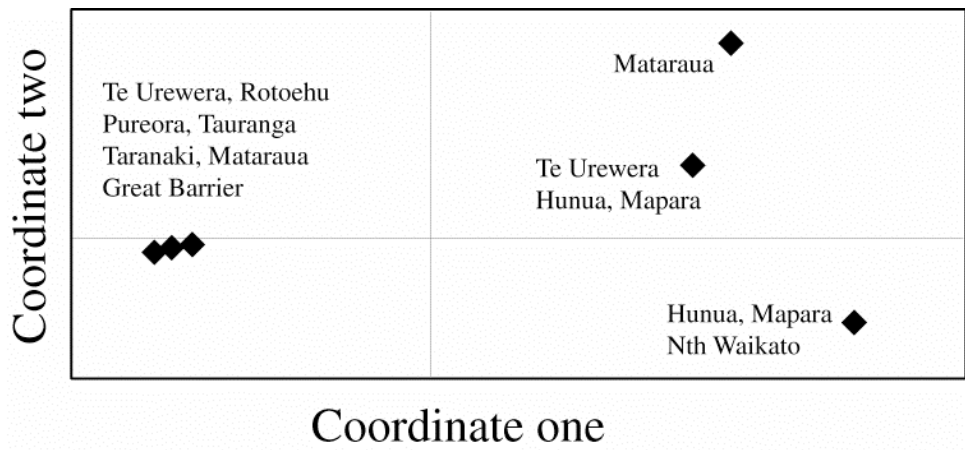 Coordinate two
Te Urewera, Rotoehu
Pureora, Tauranga
Taranaki, Mataraua
Great Barrier
Mataraua
Te Urewera
Hunua, Mapara
Hunua, Mapara
Nth Waikato
Coordinate one